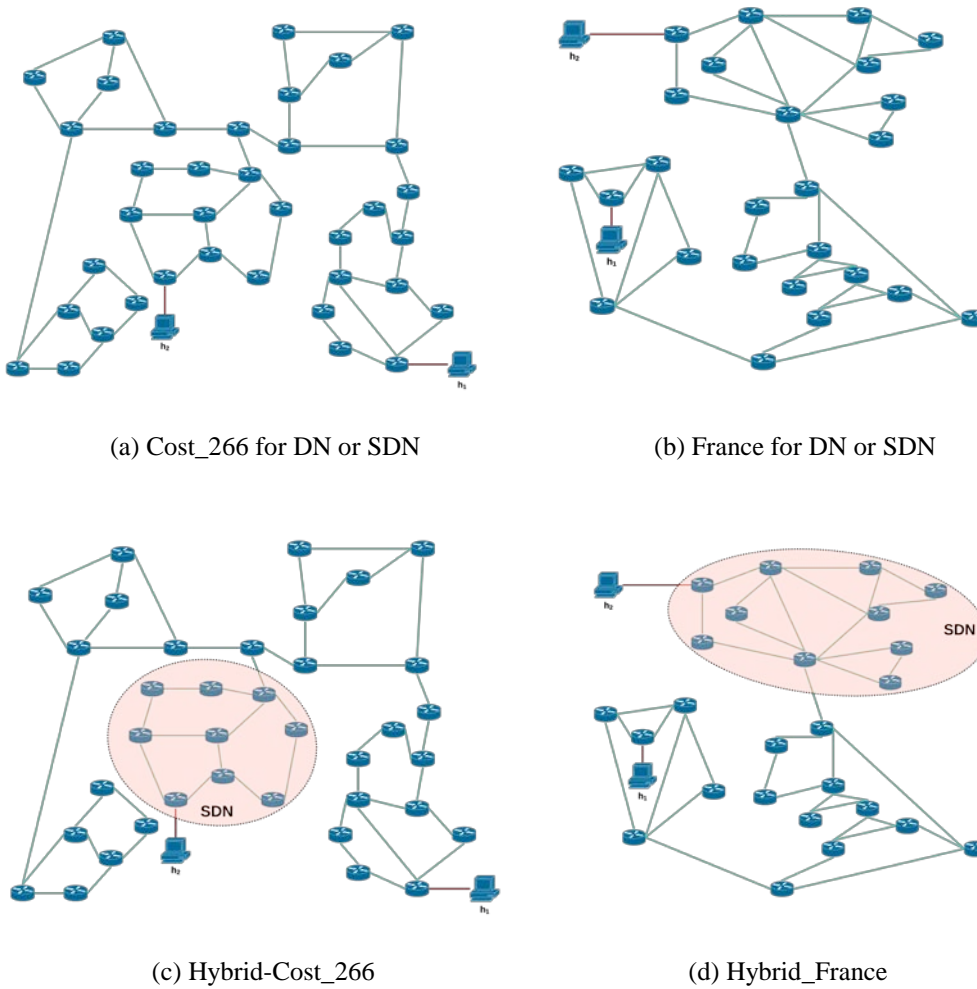 h₂
h₁
h₂
h₁
(a) Cost_266 for DN or SDN
(b) France for DN or SDN
h₂
SDN
h₁
SDN
h₂
h₁
(c) Hybrid-Cost_266
(d) Hybrid_France